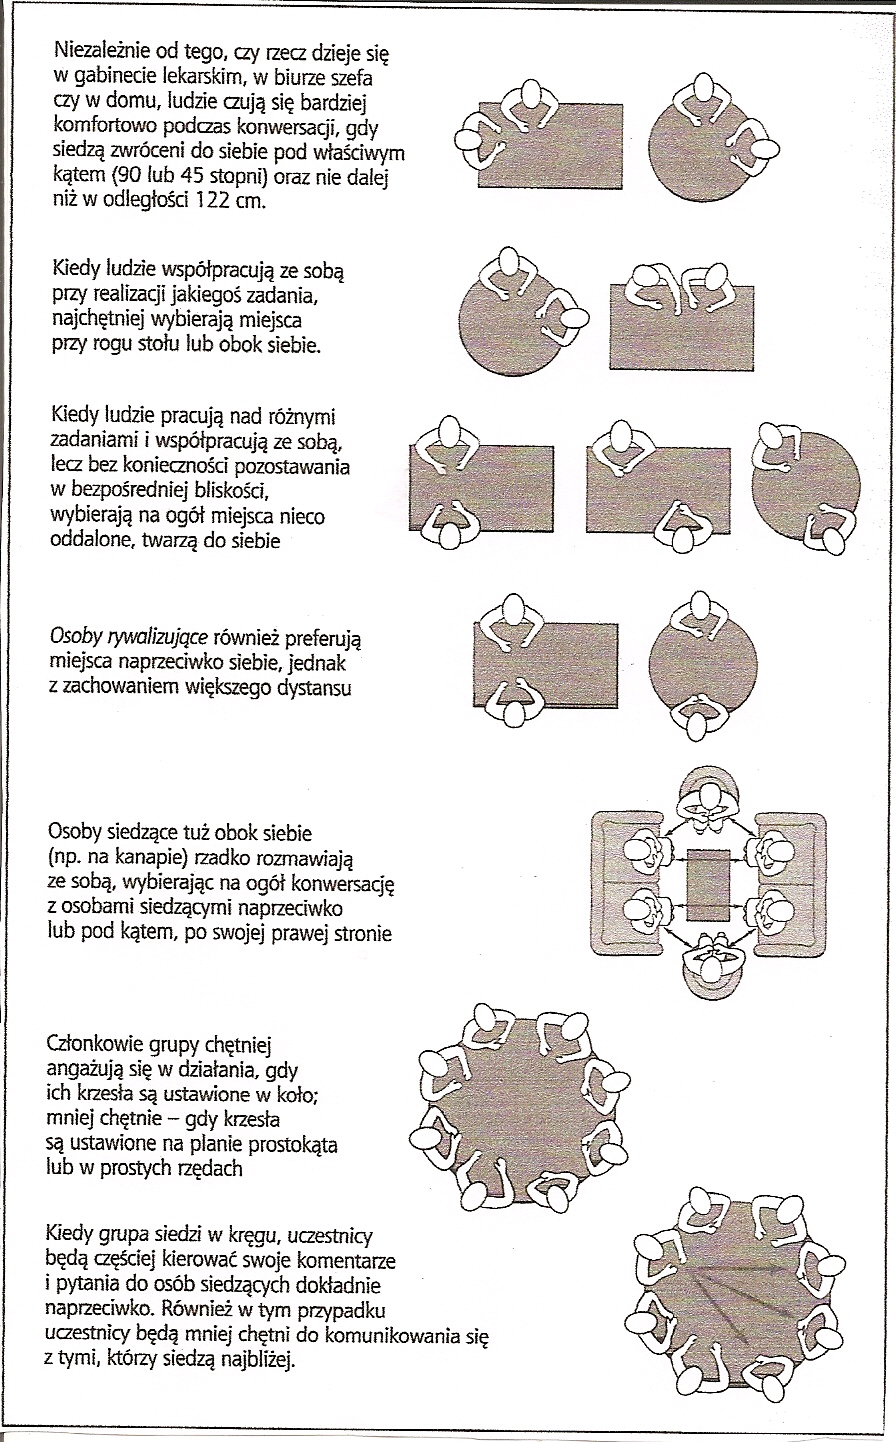 Niezależnie od tego, czy rzecz dzieje się
w gabinecie lekarskim, w biurze szefa
czy w domu, ludzie czują się bardziej
komfortowo podczas konwersacji, gdy
siedzą zwróceni do siebie pod właściwym
kątem (90 lub 45 stopni) oraz nie dalej
niż w odległości 122 cm.
Kiedy ludzie współpracują ze sobą
przy realizacji jakiegoś zadania,
najchętniej wybierają miejsca
przy rogu stołu lub obok siebie.
Kiedy ludzie pracują nad różnymi
zadaniami i współpracują ze sobą,
lecz bez konieczności pozostawania
w bezpośredniej bliskości,
wybierają na ogół miejsca nieco
oddalone, twarzą do siebie
Osoby rywalizujące również preferują
miejsca naprzeciwko siebie, jednak
z zachowaniem większego dystansu
Osoby siedzące tuż obok siebie
(np. na kanapie) rzadko rozmawiają
ze sobą, wybierając na ogół konwersację
z osobami siedzącymi naprzeciwko
lub pod kątem, po swojej prawej stronie
Członkowie grupy chętniej
angażują się w działania, gdy
ich krzesła są ustawione w koło;
mniej chętnie – gdy krzesła
są ustawione na planie prostokąta
lub w prostych rzędach
Kiedy grupa siedzi w kręgu, uczestnicy
będą częściej kierować swoje komentarze
i pytania do osób siedzących dokładnie
naprzeciwko. Również w tym przypadku
uczestnicy będą mniej chętni do komunikowania się
z tymi, którzy siedzą najbliżej.